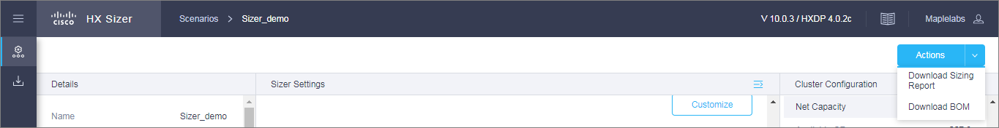 cisco HX Sizer Scenarios > Sizer_demo V 10.0.3 / HXDP 4.0.2c Maplelabs
Actions
Download Sizing
Report
Download BOM
Details Sizer Settings Cluster Configuration
Name Sizer_demo Customize Net Capacity